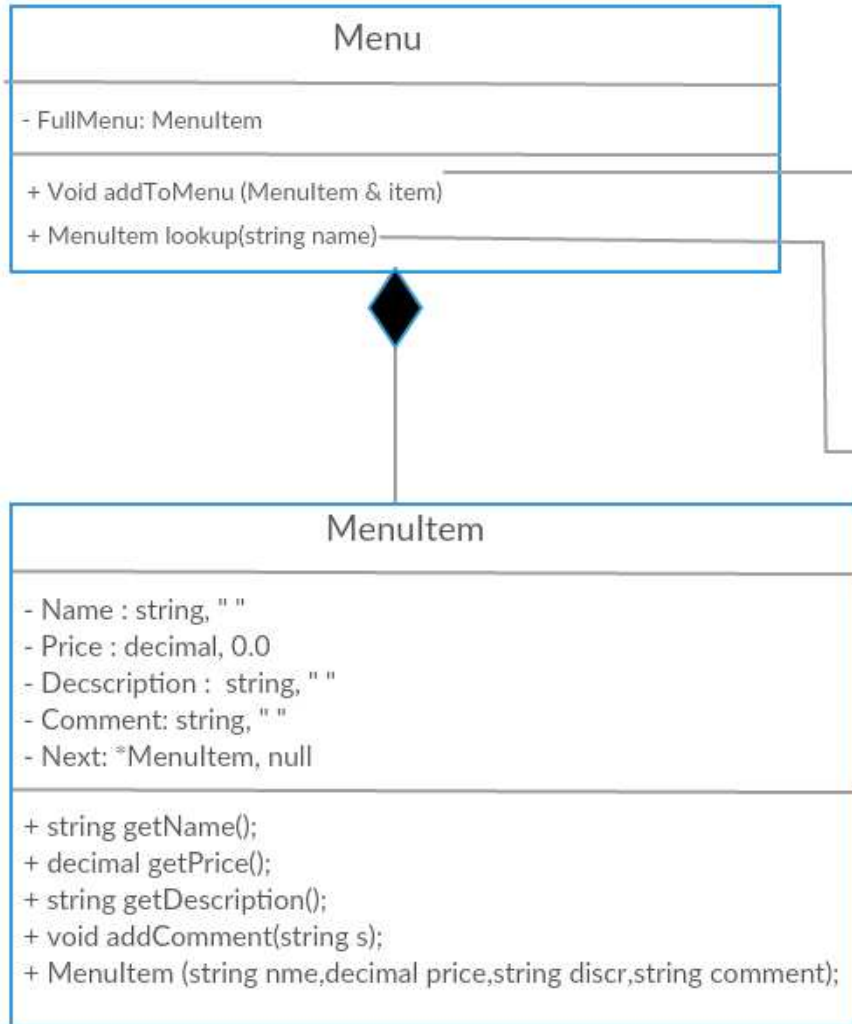 Menu
- FullMenu: MenuItem
+ Void addToMenu (MenuItem & item)
+ MenuItem lookup(string name)
MenuItem
- Name : string, " "
- Price : decimal, 0.0
- Decscription :  string, " "
- Comment: string, " "
- Next: *MenuItem, null
+ string getName();
+ decimal getPrice();
+ string getDescription();
+ void addComment(string s);
+ MenuItem (string nme,decimal price,string discr,string comment);